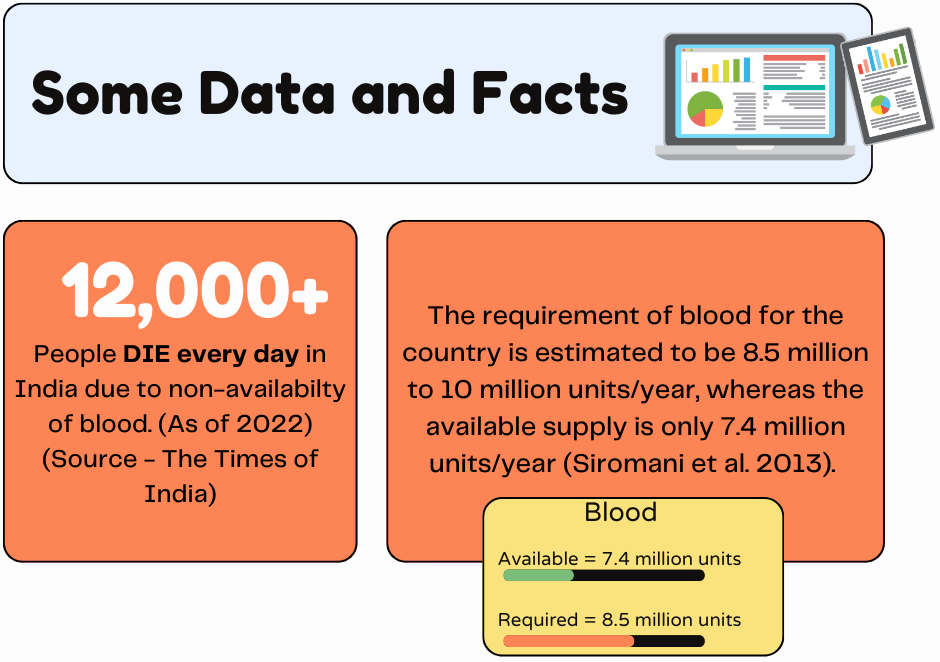 Some Data and Facts
12,000+
People DIE every day in
India due to non-availabilty
of blood. (As of 2022)
(Source - The Times of
India)
The requirement of blood for the
country is estimated to be 8.5 million
to 10 million units/year, whereas the
available supply is only 7.4 million
units/year (Siromani et al. 2013).
Blood
Available = 7.4 million units
Required = 8.5 million units